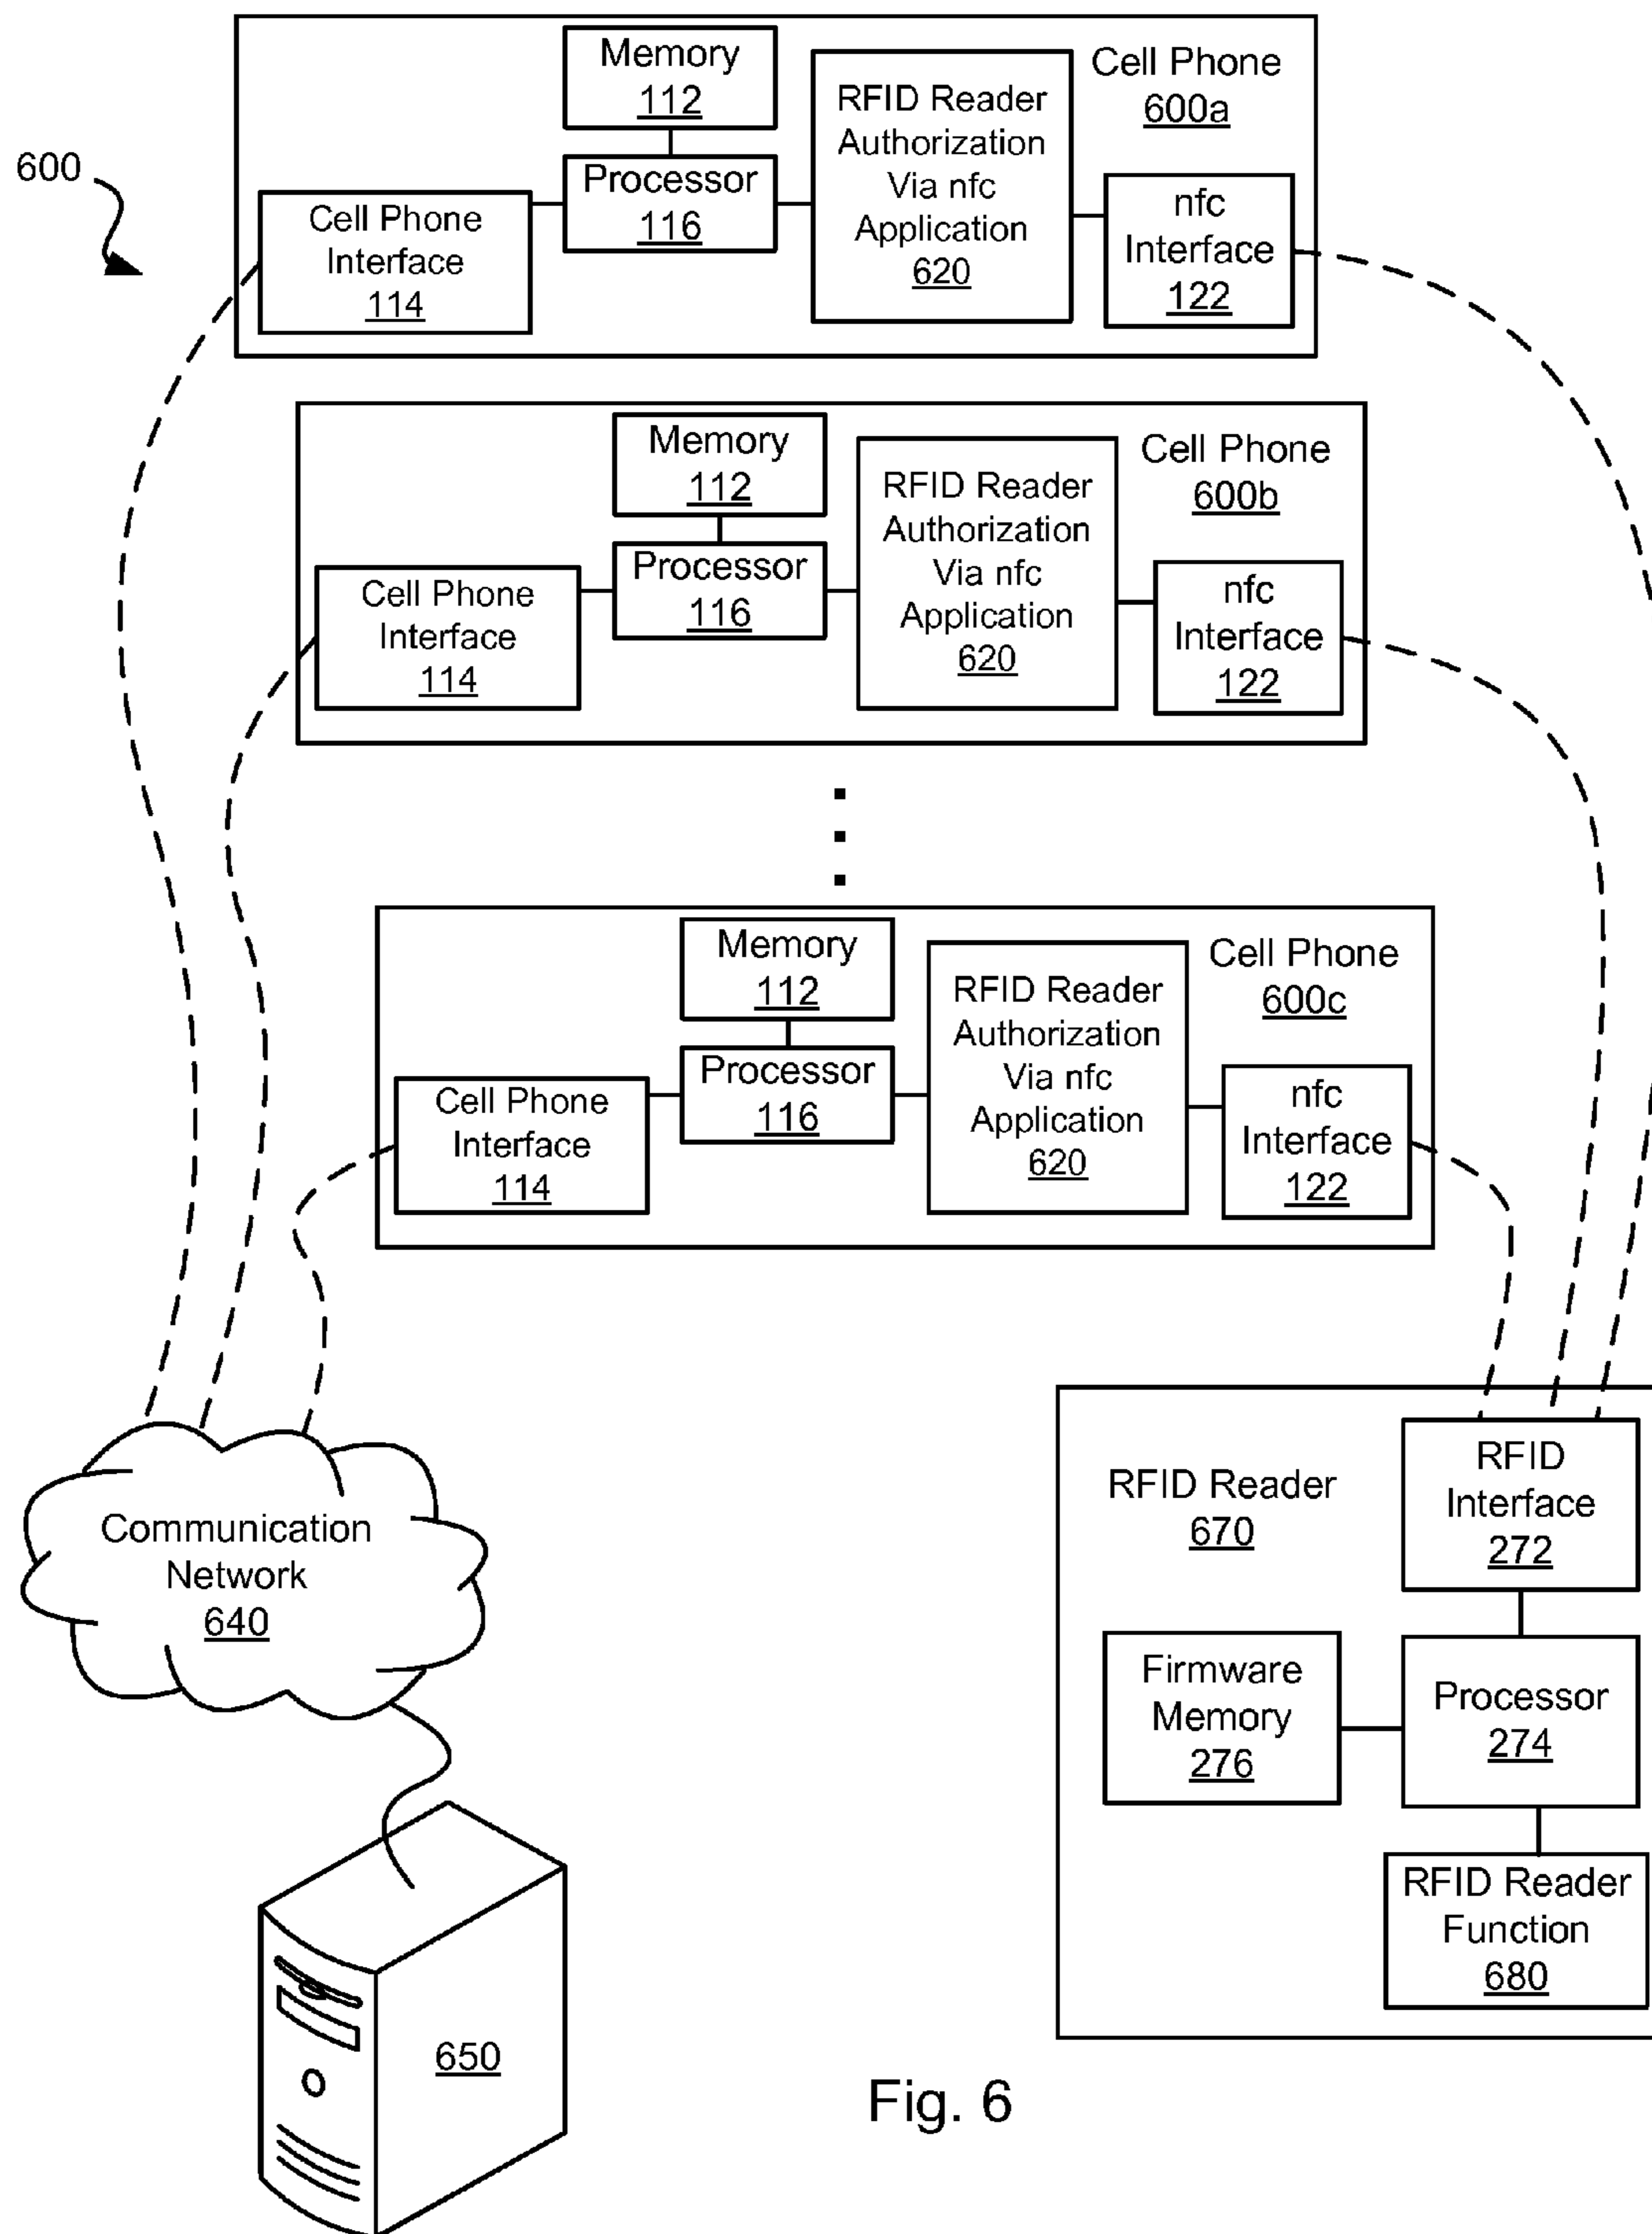 600
Memory
112
Processor
116
Cell Phone
Interface
114
RFID Reader
Authorization
Via nfc
Application
620
Cell Phone
600a
nfc
Interface
122
Memory
112
Processor
116
Cell Phone
Interface
114
RFID Reader
Authorization
Via nfc
Application
620
Cell Phone
600b
nfc
Interface
122
Memory
112
Processor
116
Cell Phone
Interface
114
RFID Reader
Authorization
Via nfc
Application
620
Cell Phone
600c
nfc
Interface
122
Communication
Network
640
650
RFID Reader
670
RFID
Interface
272
Firmware
Memory
276
Processor
274
RFID Reader
Function
680
Fig. 6